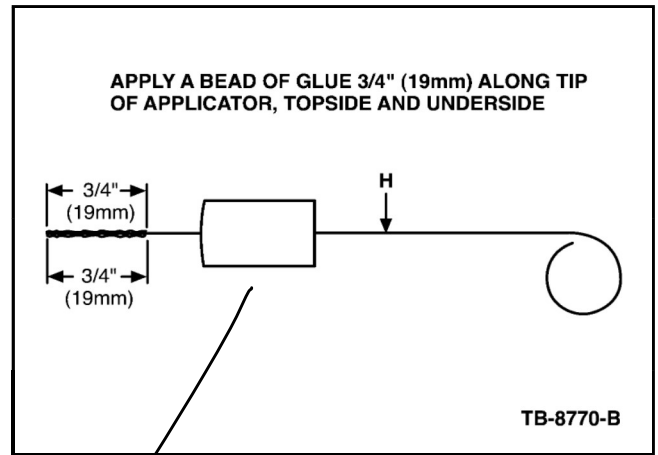 APPLY A BEAD OF GLUE 3/4" (19mm) ALONG TIP
OF APPLICATOR, TOPSIDE AND UNDERSIDE
3/4"
(19mm)
H
3/4"
(19mm)
TB-8770-B